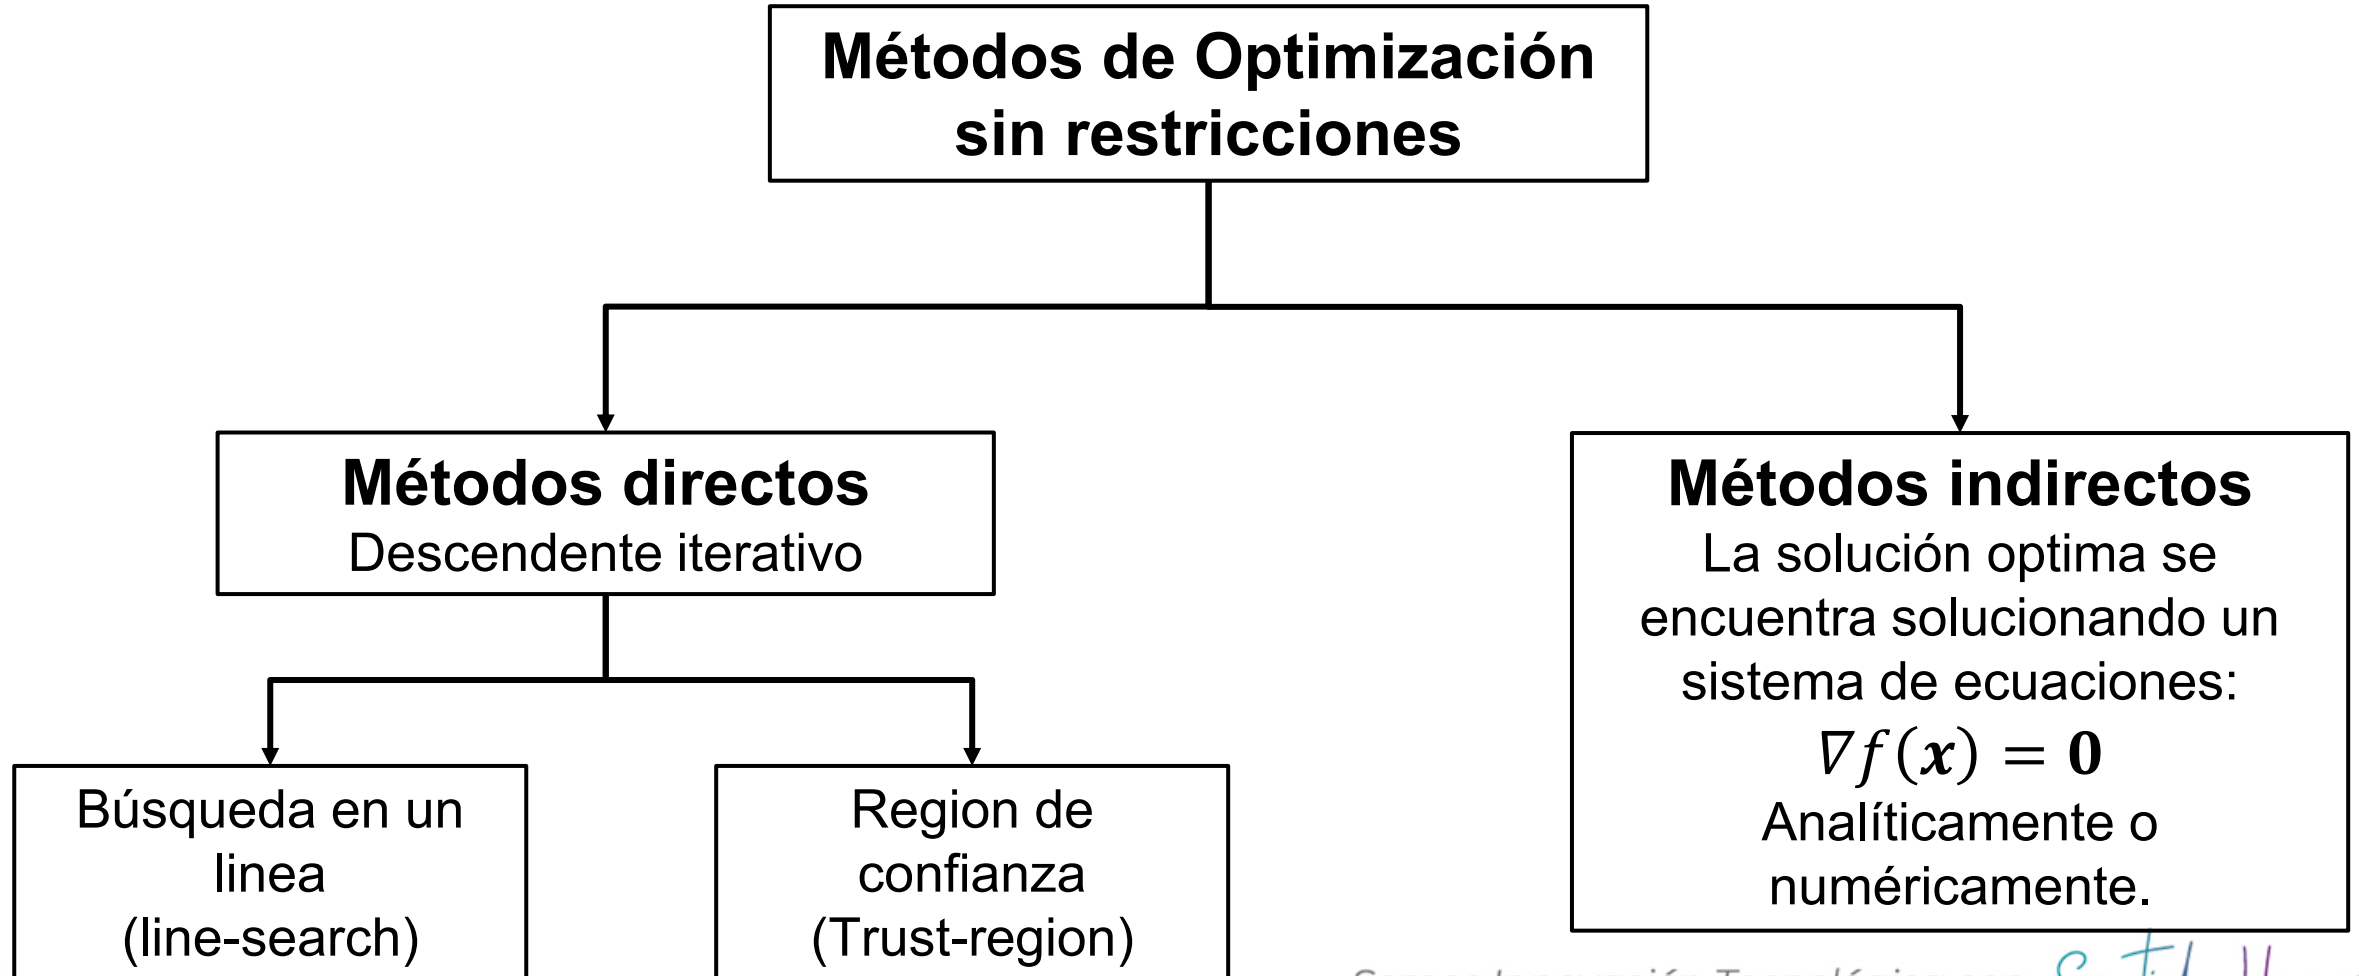 Métodos de Optimización
sin restricciones
Métodos directos
Descendente iterativo
Métodos indirectos
La solución optima se
encuentra solucionando un
sistema de ecuaciones:
∇f(x) = 0
Analíticamente o
numéricamente.
Búsqueda en un
linea
(line-search)
Region de
confianza
(Trust-region)